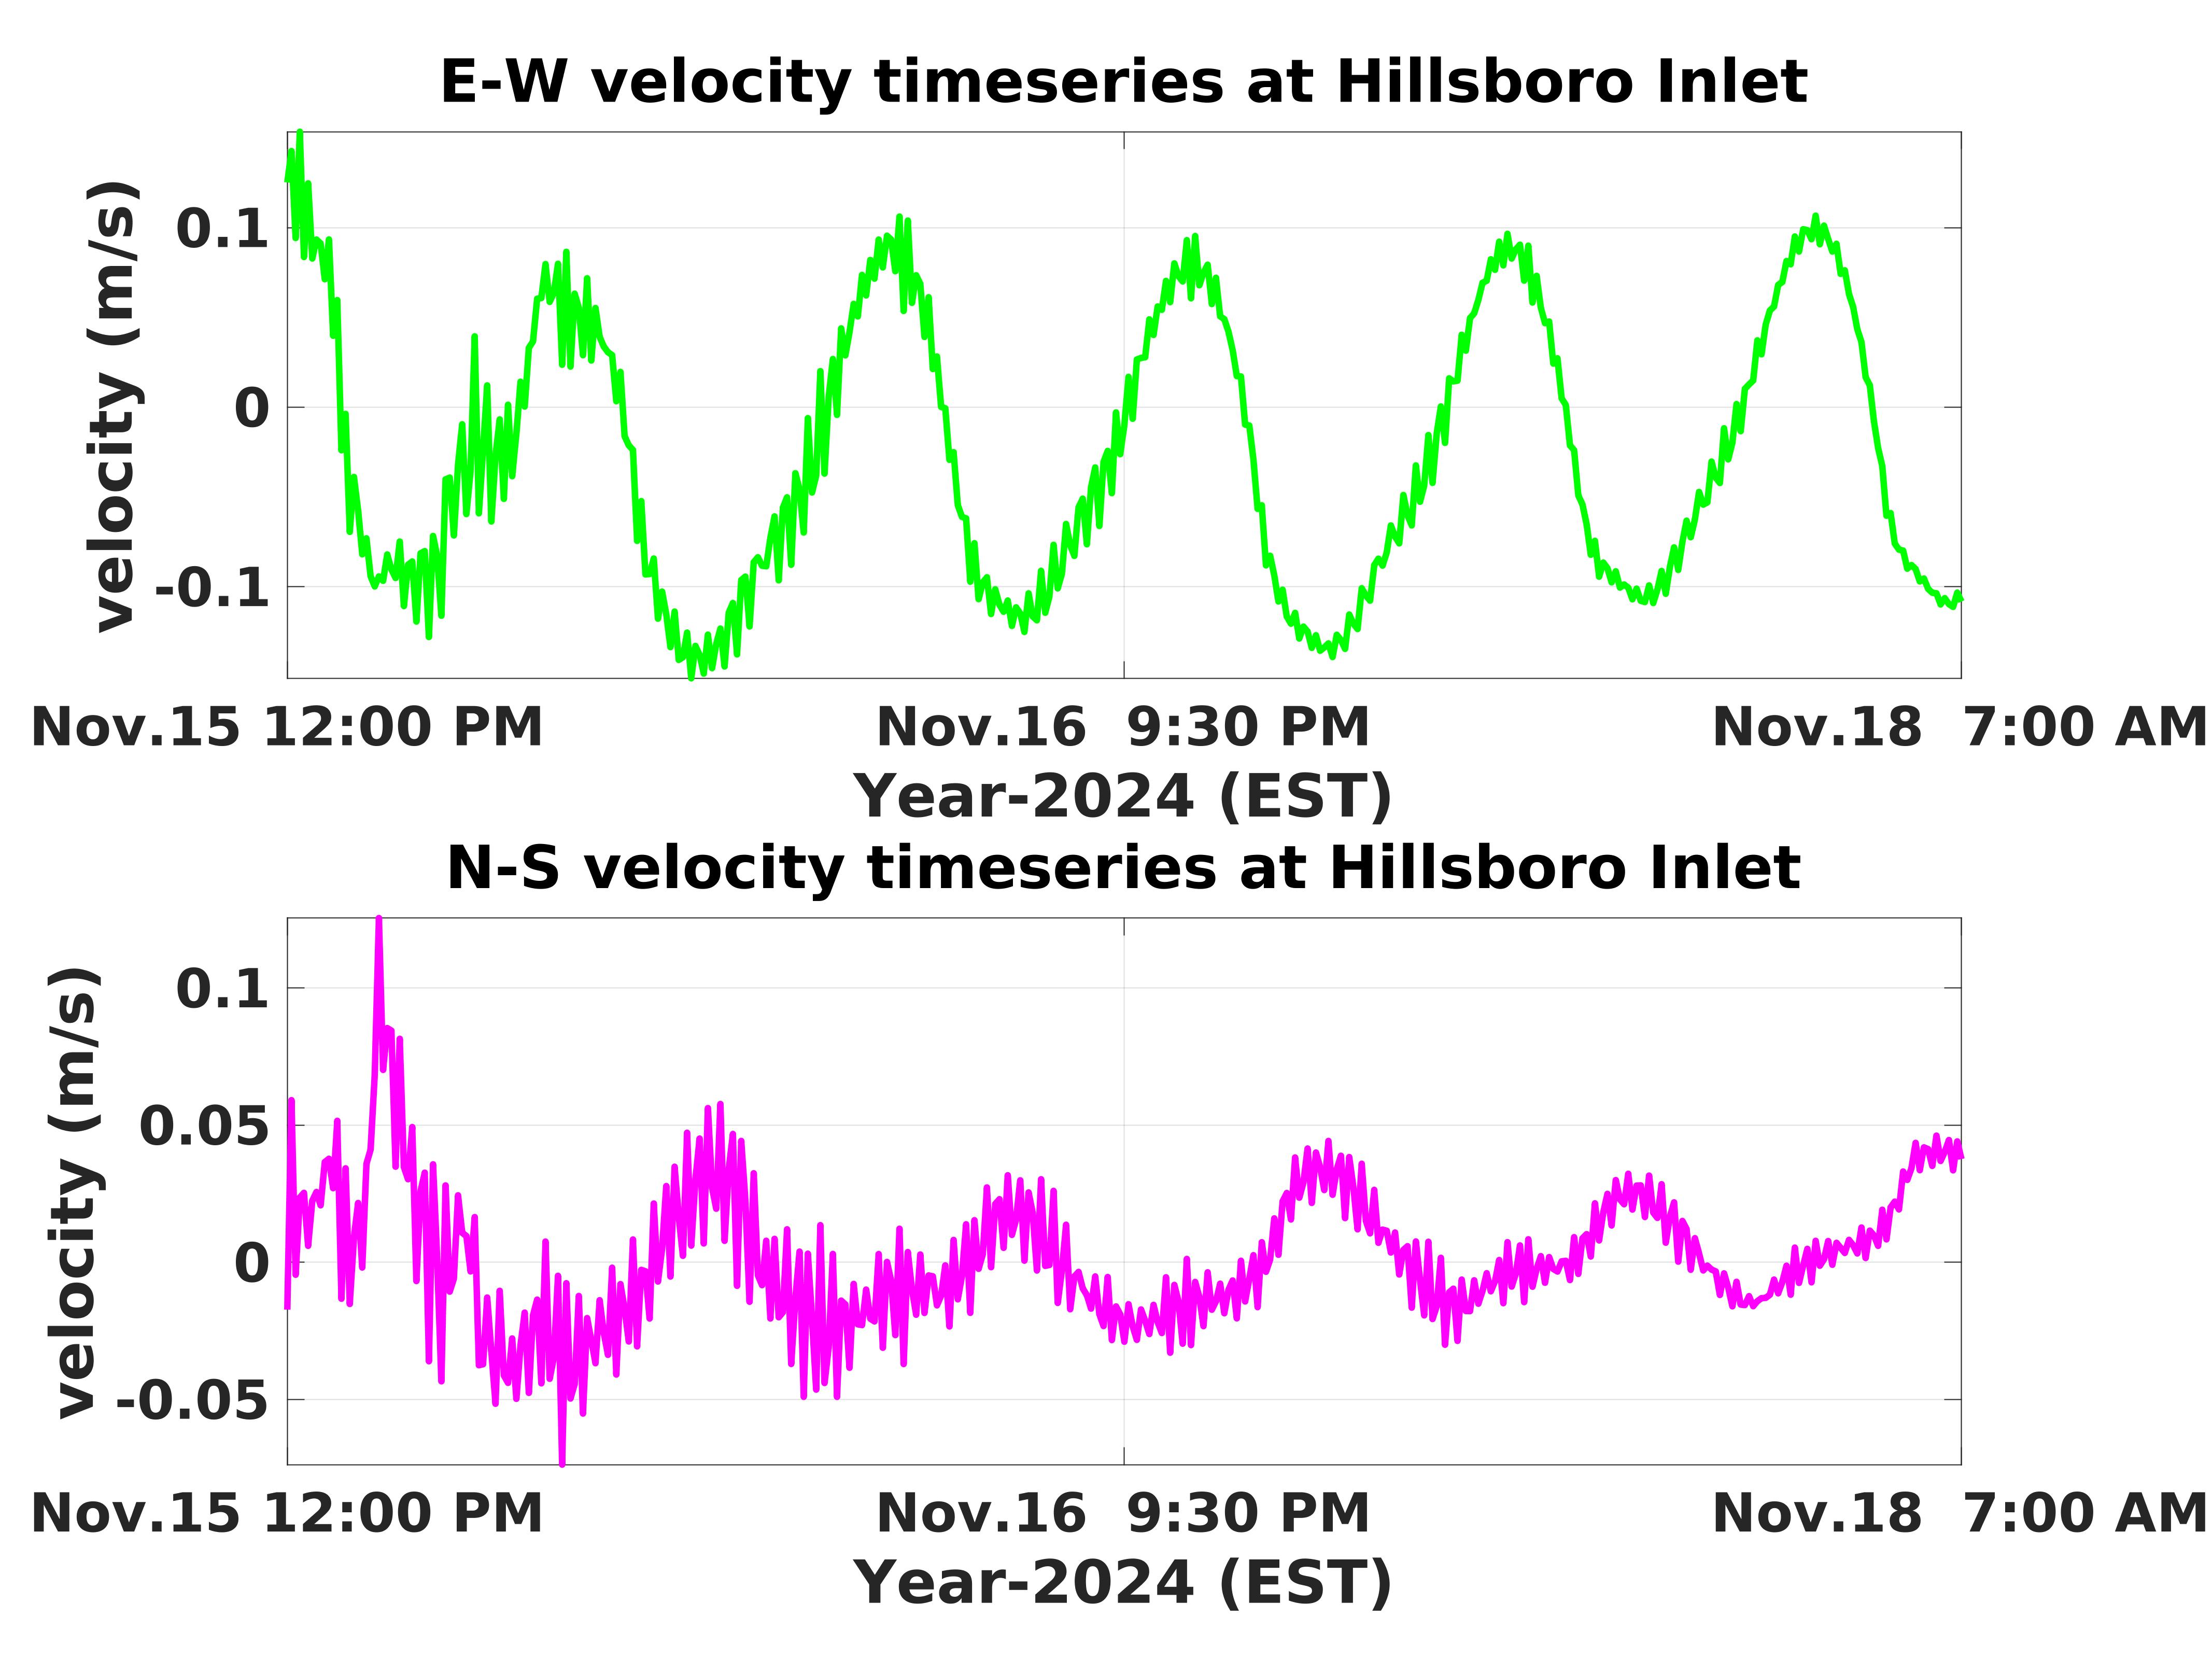 E-W velocity timeseries at Hillsboro Inlet
velocity (m/s)
0.1
0
-0.1
Nov.15 12:00 PM Nov.16  9:30 PM Nov.18  7:00 AM
Year-2024 (EST)
N-S velocity timeseries at Hillsboro Inlet
velocity (m/s)
0.1
0.05
0
-0.05
Nov.15 12:00 PM Nov.16  9:30 PM Nov.18  7:00 AM
Year-2024 (EST)